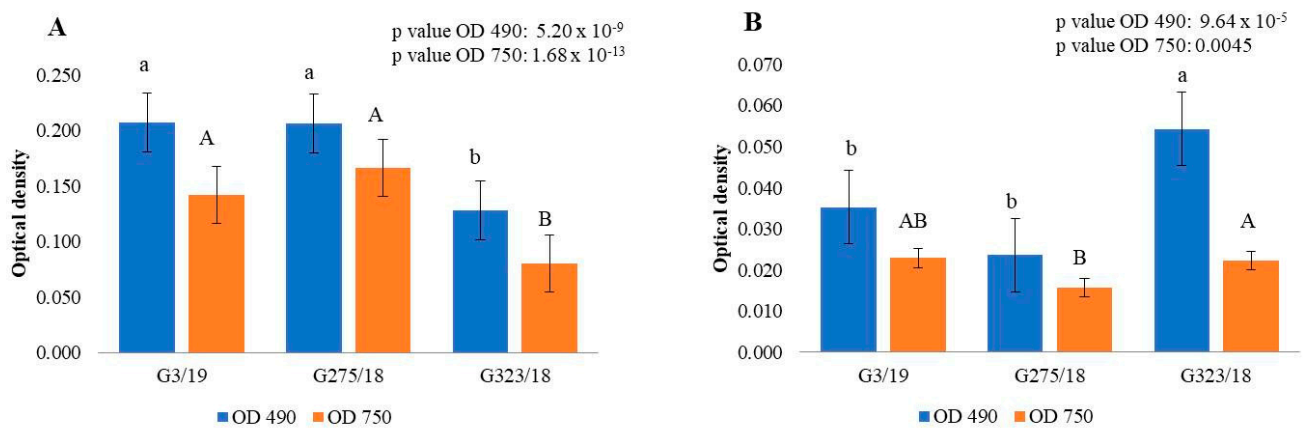 A
p value OD 490: 5.20 x 10⁻⁹
p value OD 750: 1.68 x 10⁻¹³
Optical density
0.250
0.200
0.150
0.100
0.050
0.000
a
A
a
A
b
B
G3/19 G275/18 G323/18
OD 490 OD 750
B
p value OD 490: 9.64 x 10⁻⁵
p value OD 750: 0.0045
Optical density
0.070
0.060
0.050
0.040
0.030
0.020
0.010
0.000
b
AB
b
B
a
A
G3/19 G275/18 G323/18
OD 490 OD 750